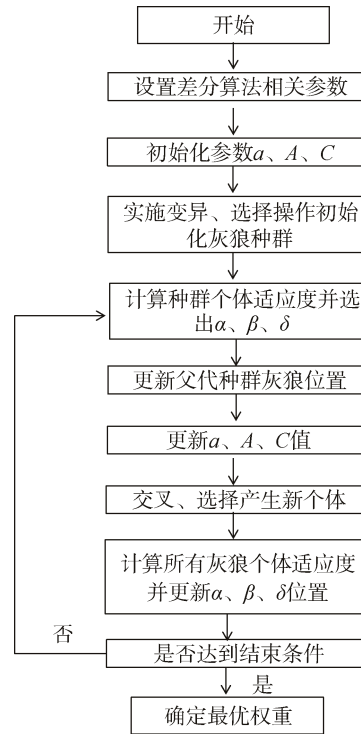 开始
设置差分算法相关参数
初始化参数a、A、C
实施变异、选择操作初始
化灰狼种群
计算种群个体适应度并选
出α、β、δ
更新父代种群灰狼位置
更新a、A、C值
交叉、选择产生新个体
计算所有灰狼个体适应度
并更新α、β、δ位置
否
是否达到结束条件
是
确定最优权重